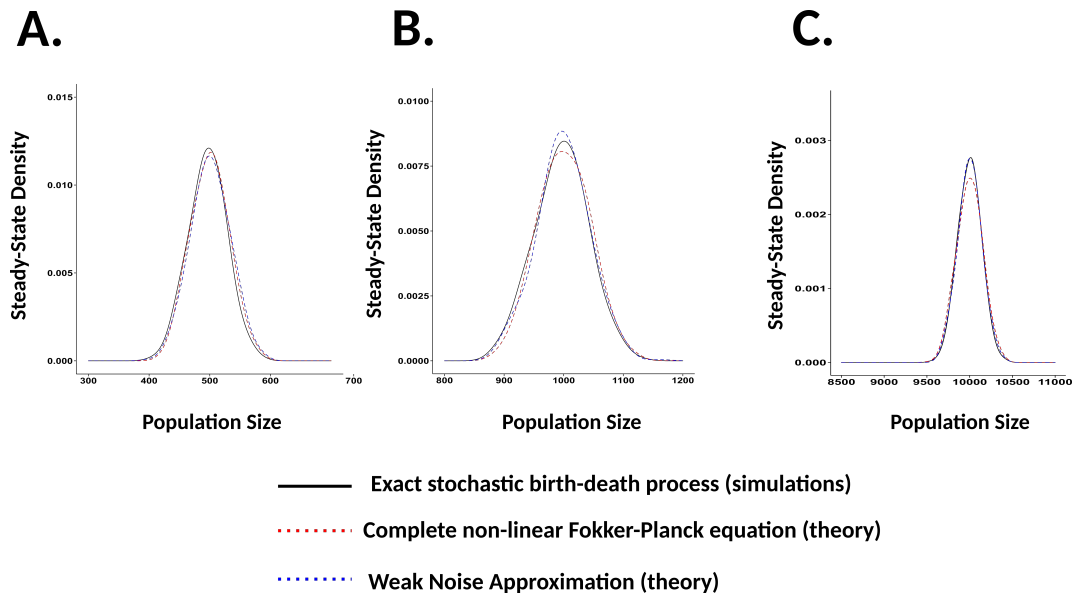 A.
B.
C.
Steady-State Density
0.015
0.010
0.005
0.000
300 400 500 600 700
Population Size
Steady-State Density
0.0100
0.0075
0.0050
0.0025
0.0000
800 900 1000 1100 1200
Population Size
Steady-State Density
0.003
0.002
0.001
0.000
8500 9000 9500 10000 10500 11000
Population Size
Exact stochastic birth-death process (simulations)
Complete non-linear Fokker-Planck equation (theory)
Weak Noise Approximation (theory)